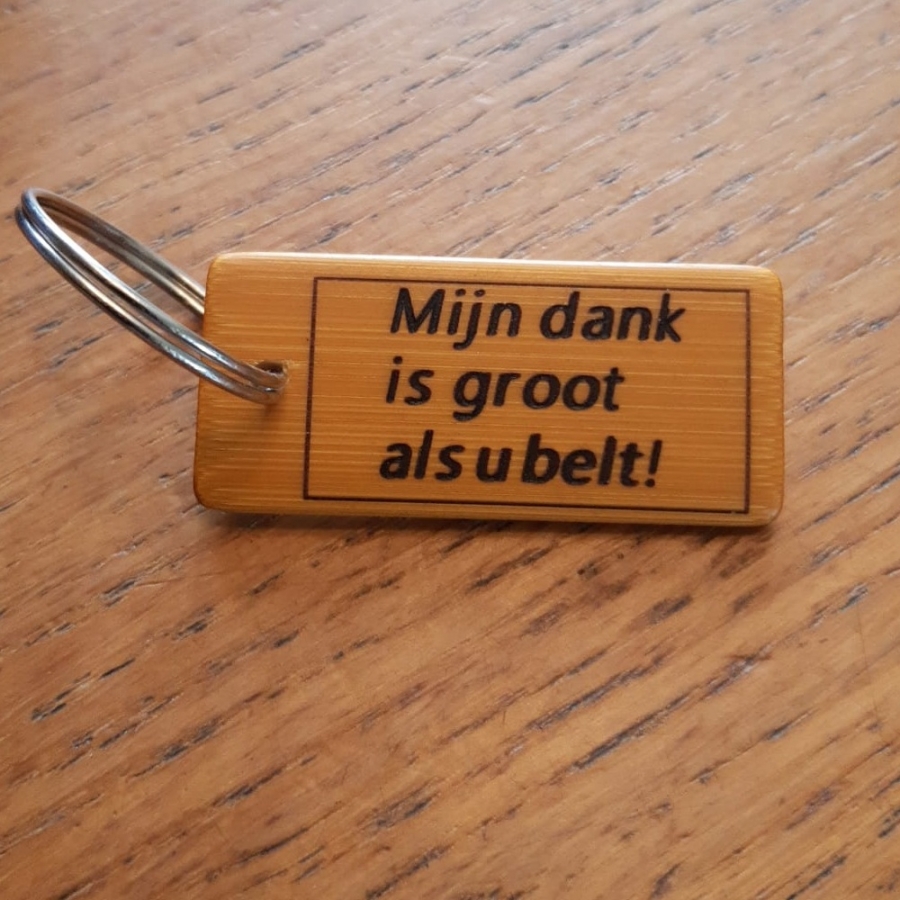 Mijn dank
is groot
als u belt!